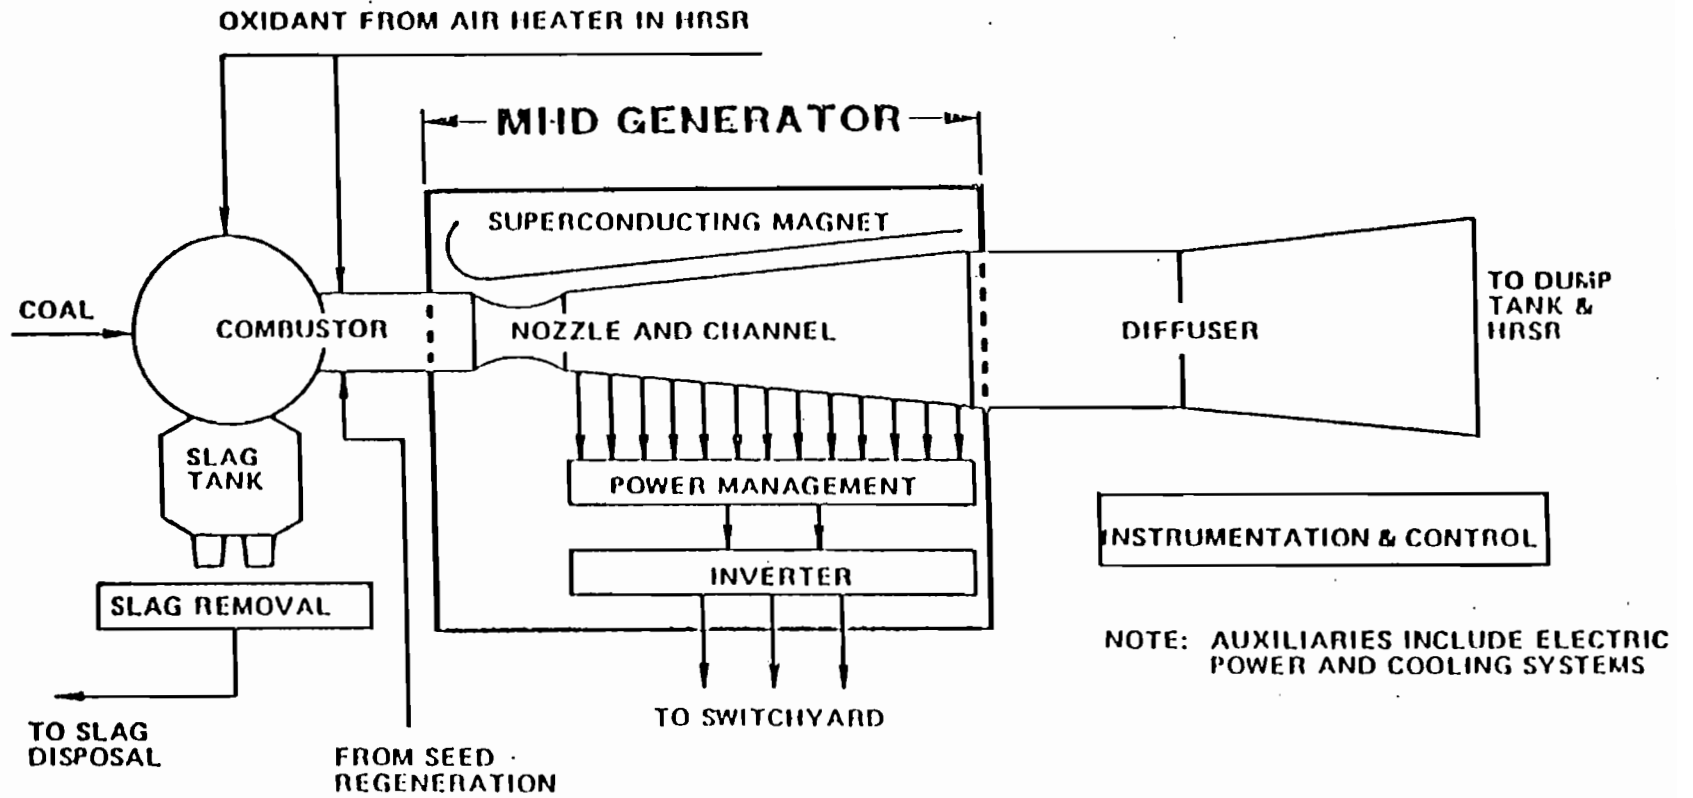 OXIDANT FROM AIR HEATER IN HRSR
MHD GENERATOR
SUPERCONDUCTING MAGNET
COAL
COMBUSTOR
NOZZLE AND CHANNEL
DIFFUSER
TO DUMP
TANK &
HRSR
SLAG
TANK
POWER MANAGEMENT
INSTRUMENTATION & CONTROL
INVERTER
SLAG REMOVAL
NOTE: AUXILIARIES INCLUDE ELECTRIC
POWER AND COOLING SYSTEMS
TO SWITCHYARD
TO SLAG
DISPOSAL
FROM SEED
REGENERATION